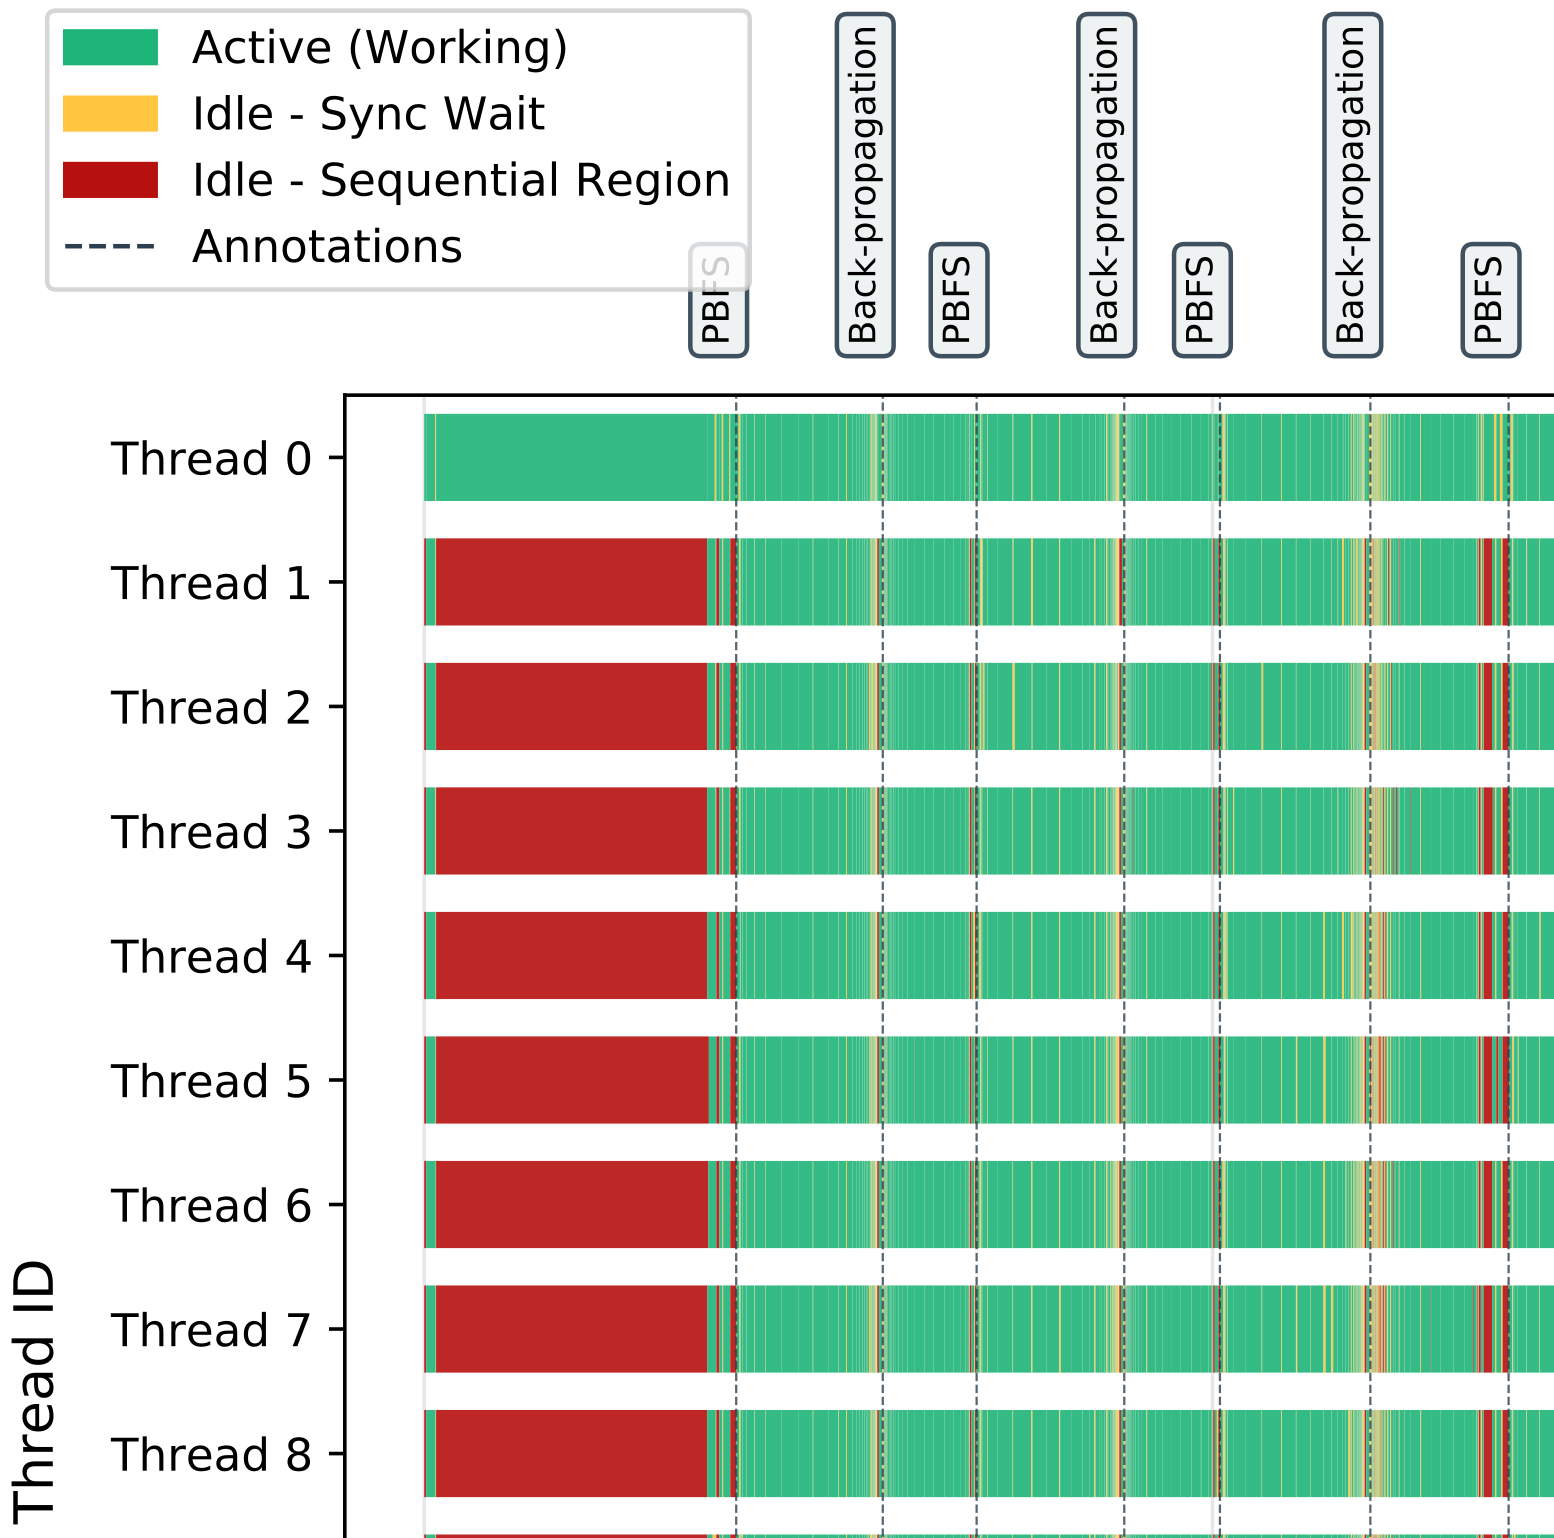 Active (Working)
Idle - Sync Wait
Idle - Sequential Region
Annotations
PBFS
Back-propagation
PBFS
Back-propagation
PBFS
Back-propagation
PBFS
Thread 0
Thread 1
Thread 2
Thread 3
Thread 4
Thread 5
Thread 6
Thread 7
Thread 8
Thread ID